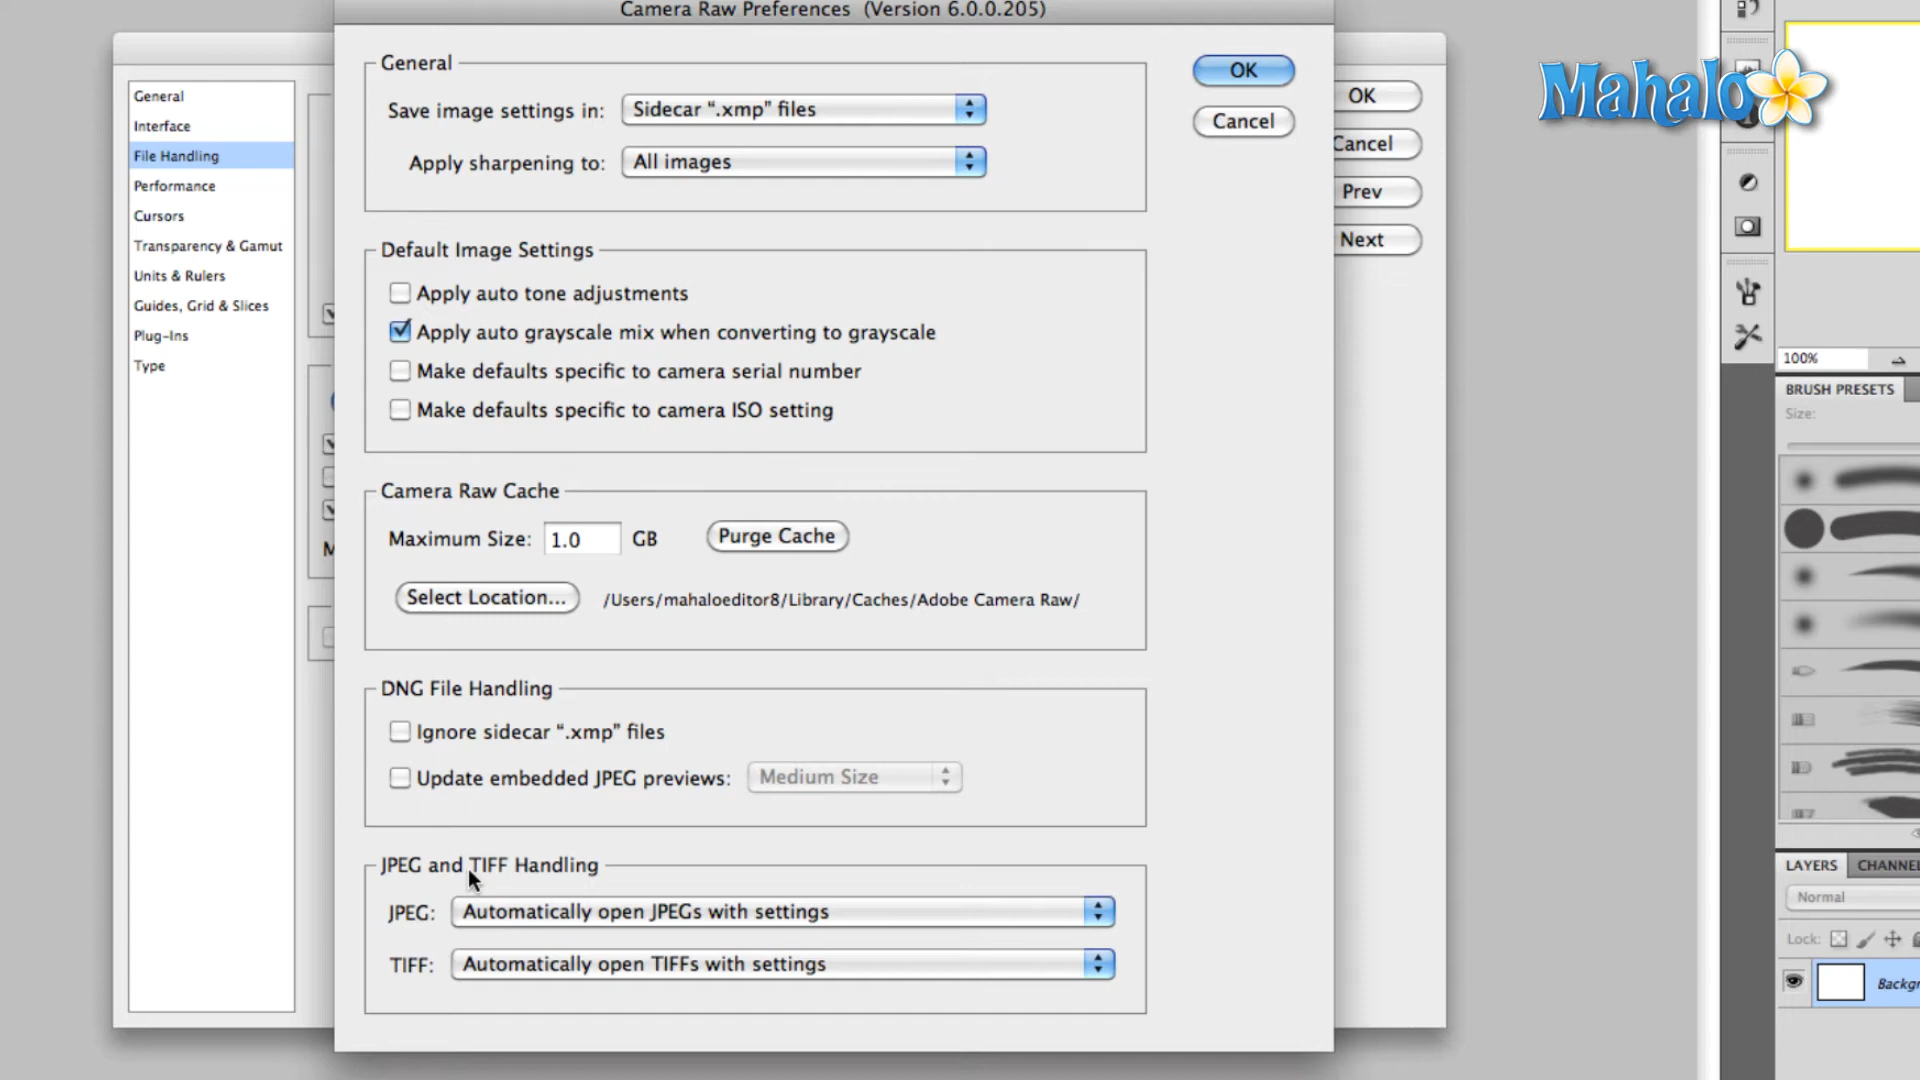 Camera Raw Preferences (Version 6.0.0.205)
Mahalo
General
Interface
File Handling
Performance
Cursors
Transparency & Gamut
Units & Rulers
Guides, Grid & Slices
Plug-Ins
Type
General
Save image settings in: Sidecar “.xmp” files
Apply sharpening to: All images
OK
Cancel
OK
Cancel
Prev
Next
Default Image Settings
Apply auto tone adjustments
Apply auto grayscale mix when converting to grayscale
Make defaults specific to camera serial number
Make defaults specific to camera ISO setting
Camera Raw Cache
Maximum Size: 1.0 GB Purge Cache
Select Location... /Users/mahaloeditor8/Library/Caches/Adobe Camera Raw/
DNG File Handling
Ignore sidecar “.xmp” files
Update embedded JPEG previews: Medium Size
JPEG and TIFF Handling
JPEG: Automatically open JPEGs with settings
TIFF: Automatically open TIFFs with settings
100%
BRUSH PRESETS
Size:
LAYERS CHANNEL
Normal
Lock:
Backgr